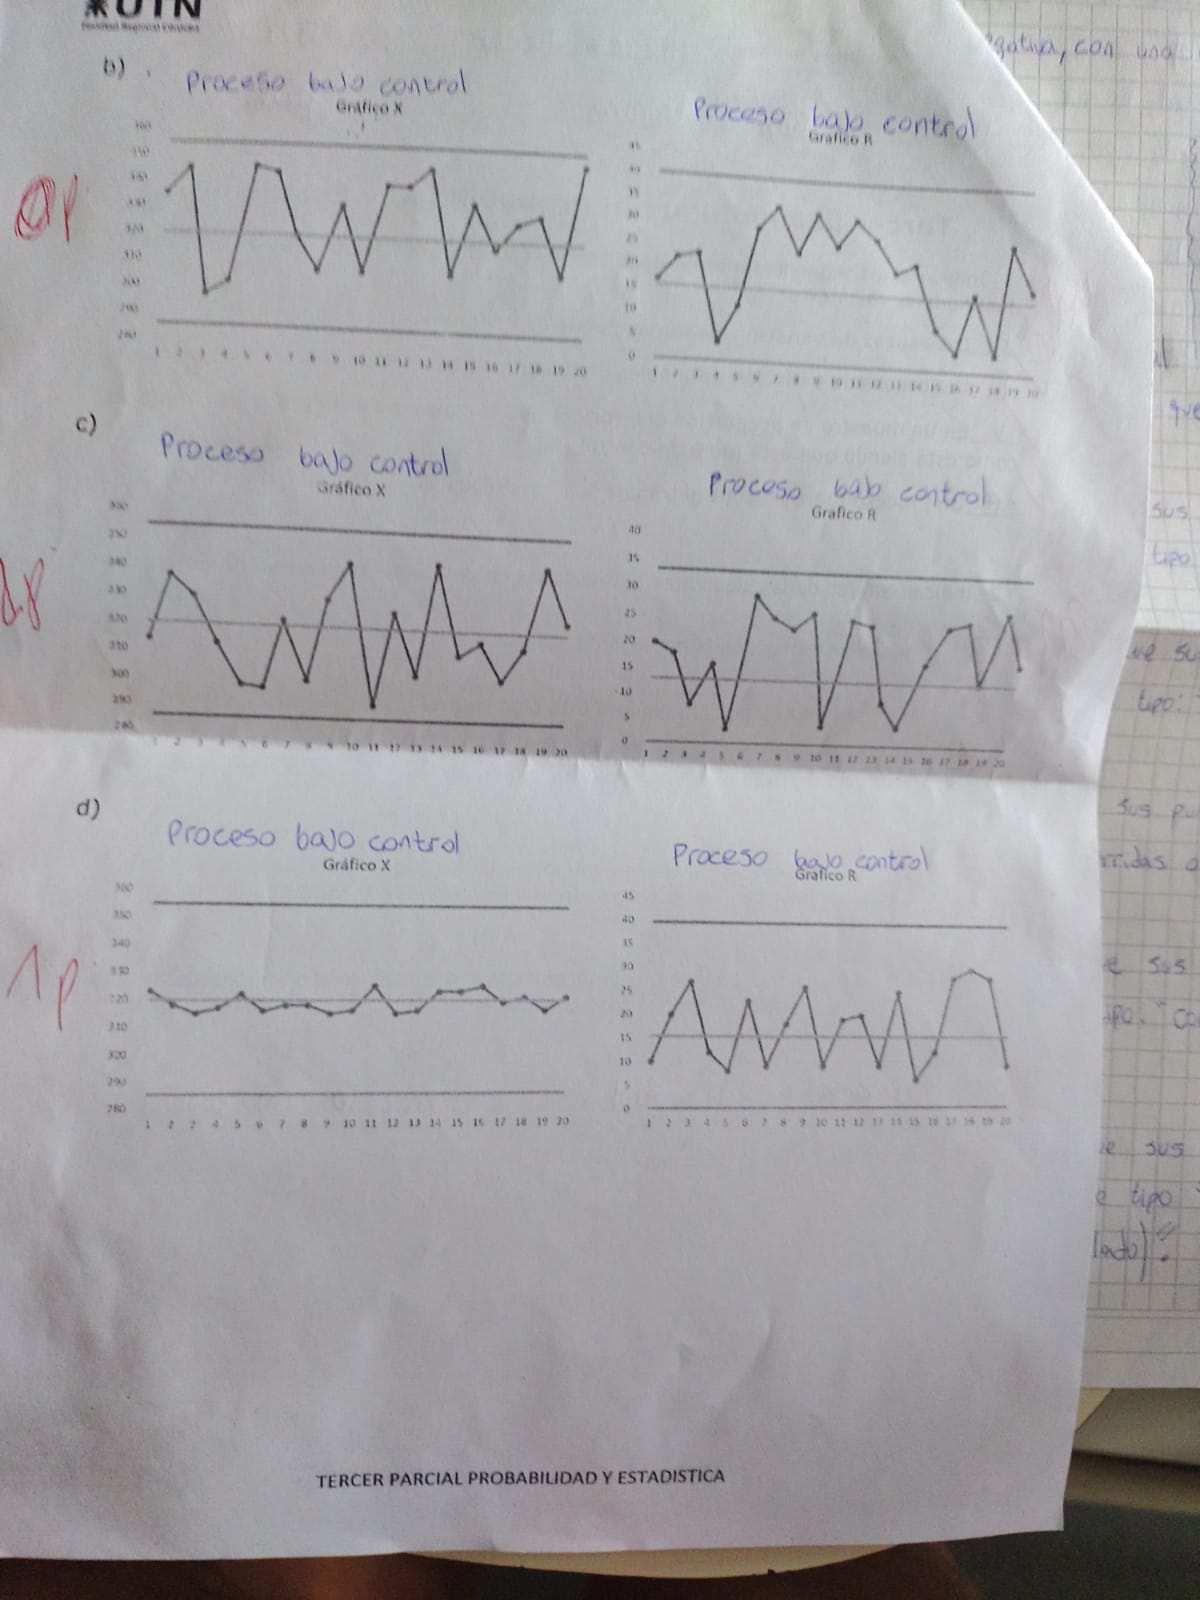 UTN
Facultad Regional Córdoba
b)
Proceso bajo control
Gráfico X
360
350
340
330
320
310
300
290
280
1 2 3 4 5 6 7 8 9 10 11 12 13 14 15 16 17 18 19 20
Proceso bajo control
Grafico R
45
40
35
30
25
20
15
10
5
0
1 2 3 4 5 6 7 8 9 10 11 12 13 14 15 16 17 18 19 20
0p
c)
Proceso bajo control
Gráfico X
360
350
340
330
320
310
300
290
280
1 2 3 4 5 6 7 8 9 10 11 12 13 14 15 16 17 18 19 20
Proceso bajo control
Grafico R
40
35
30
25
20
15
10
5
0
1 2 3 4 5 6 7 8 9 10 11 12 13 14 15 16 17 18 19 20
d)
Proceso bajo control
Gráfico X
360
350
340
330
320
310
300
290
280
1 2 3 4 5 6 7 8 9 10 11 12 13 14 15 16 17 18 19 20
Proceso bajo control
Grafico R
45
40
35
30
25
20
15
10
5
0
1 2 3 4 5 6 7 8 9 10 11 12 13 14 15 16 17 18 19 20
1p
TERCER PARCIAL PROBABILIDAD Y ESTADISTICA
gativa, con una
que
sus
tipo
su
tipo:
sus pu
rridas o
e sus
ipo: "co
e sus
e tipo "
lado)".